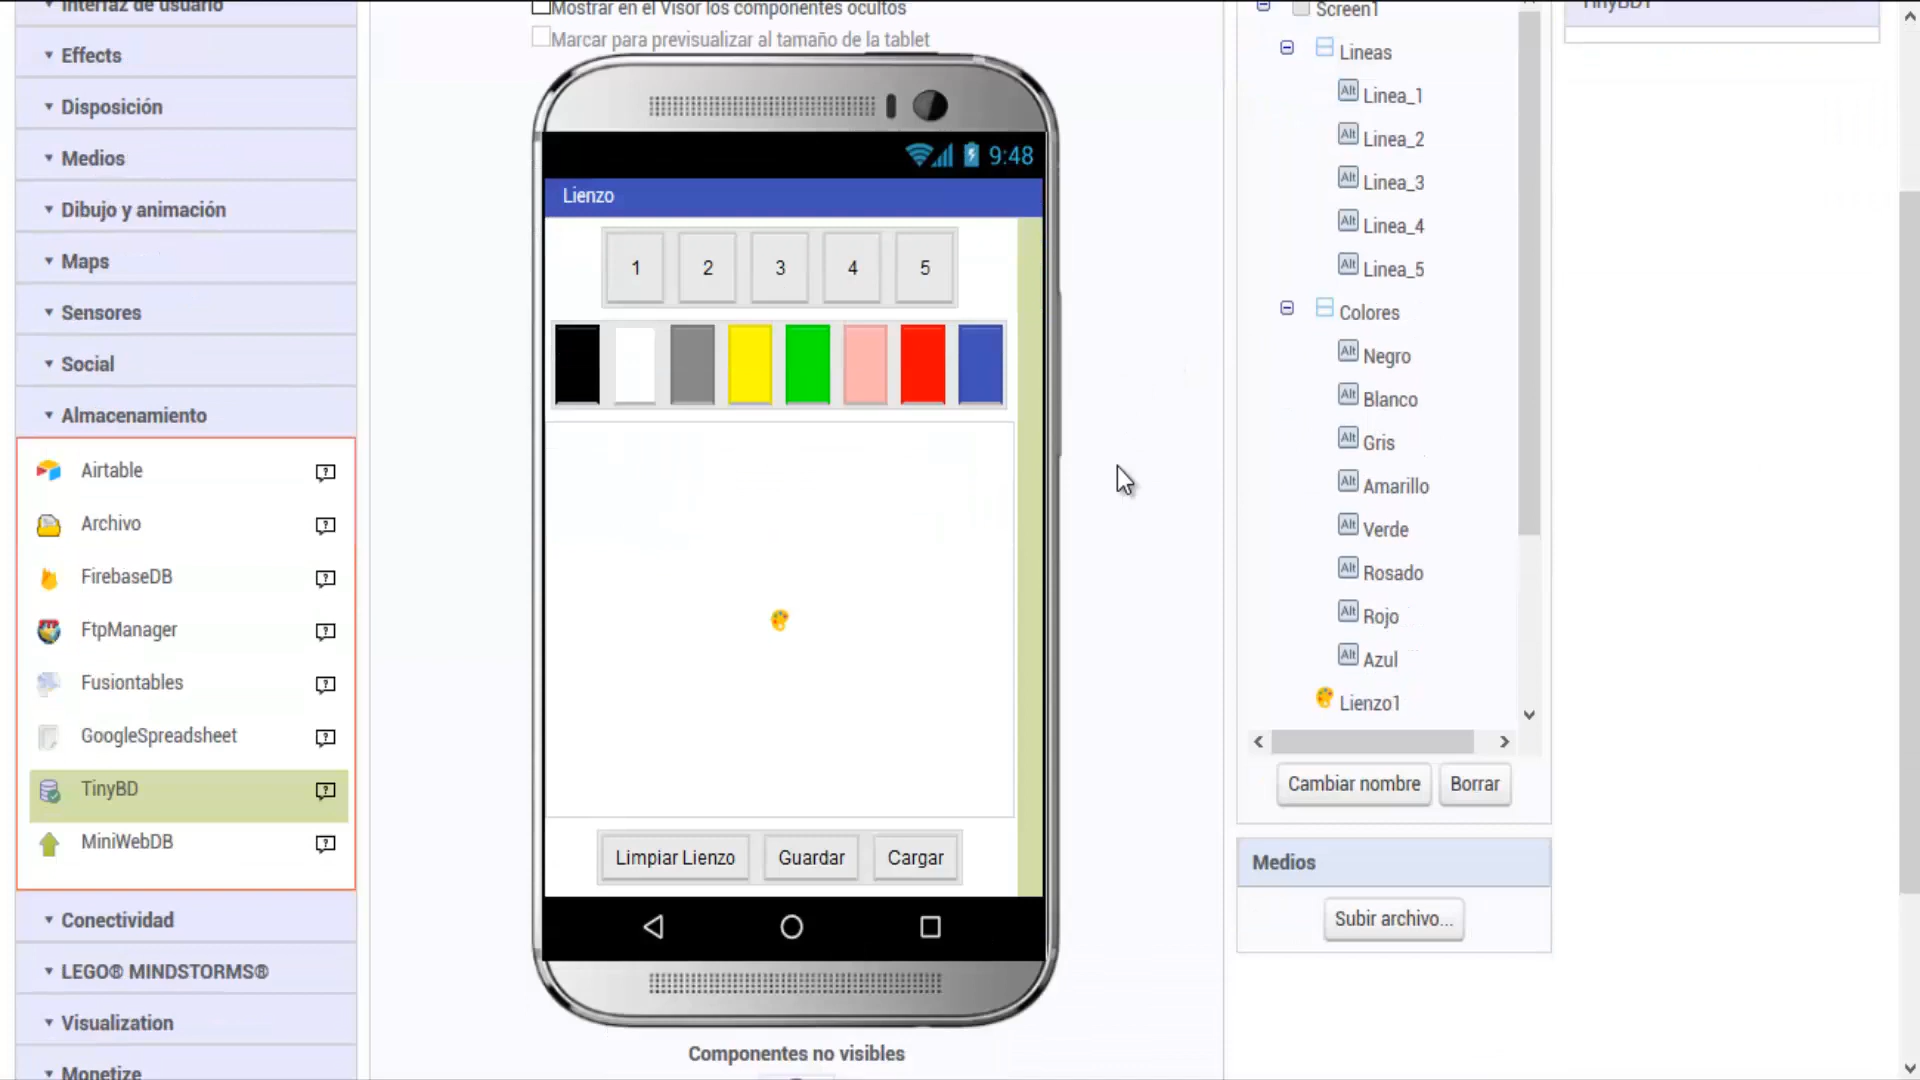 Interfaz de usuario
Effects
Disposición
Medios
Dibujo y animación
Maps
Sensores
Social
Almacenamiento
Airtable
Archivo
FirebaseDB
FtpManager
Fusiontables
GoogleSpreadsheet
TinyBD
MiniWebDB
Conectividad
LEGO® MINDSTORMS®
Visualization
Monetize
Mostrar en el Visor los componentes ocultos
Marcar para previsualizar al tamaño de la tablet
9:48
Lienzo
1 2 3 4 5
Limpiar Lienzo Guardar Cargar
Componentes no visibles
Screen1
Lineas
Linea_1
Linea_2
Linea_3
Linea_4
Linea_5
Colores
Negro
Blanco
Gris
Amarillo
Verde
Rosado
Rojo
Azul
Lienzo1
Cambiar nombre Borrar
Medios
Subir archivo...
TinyBD1